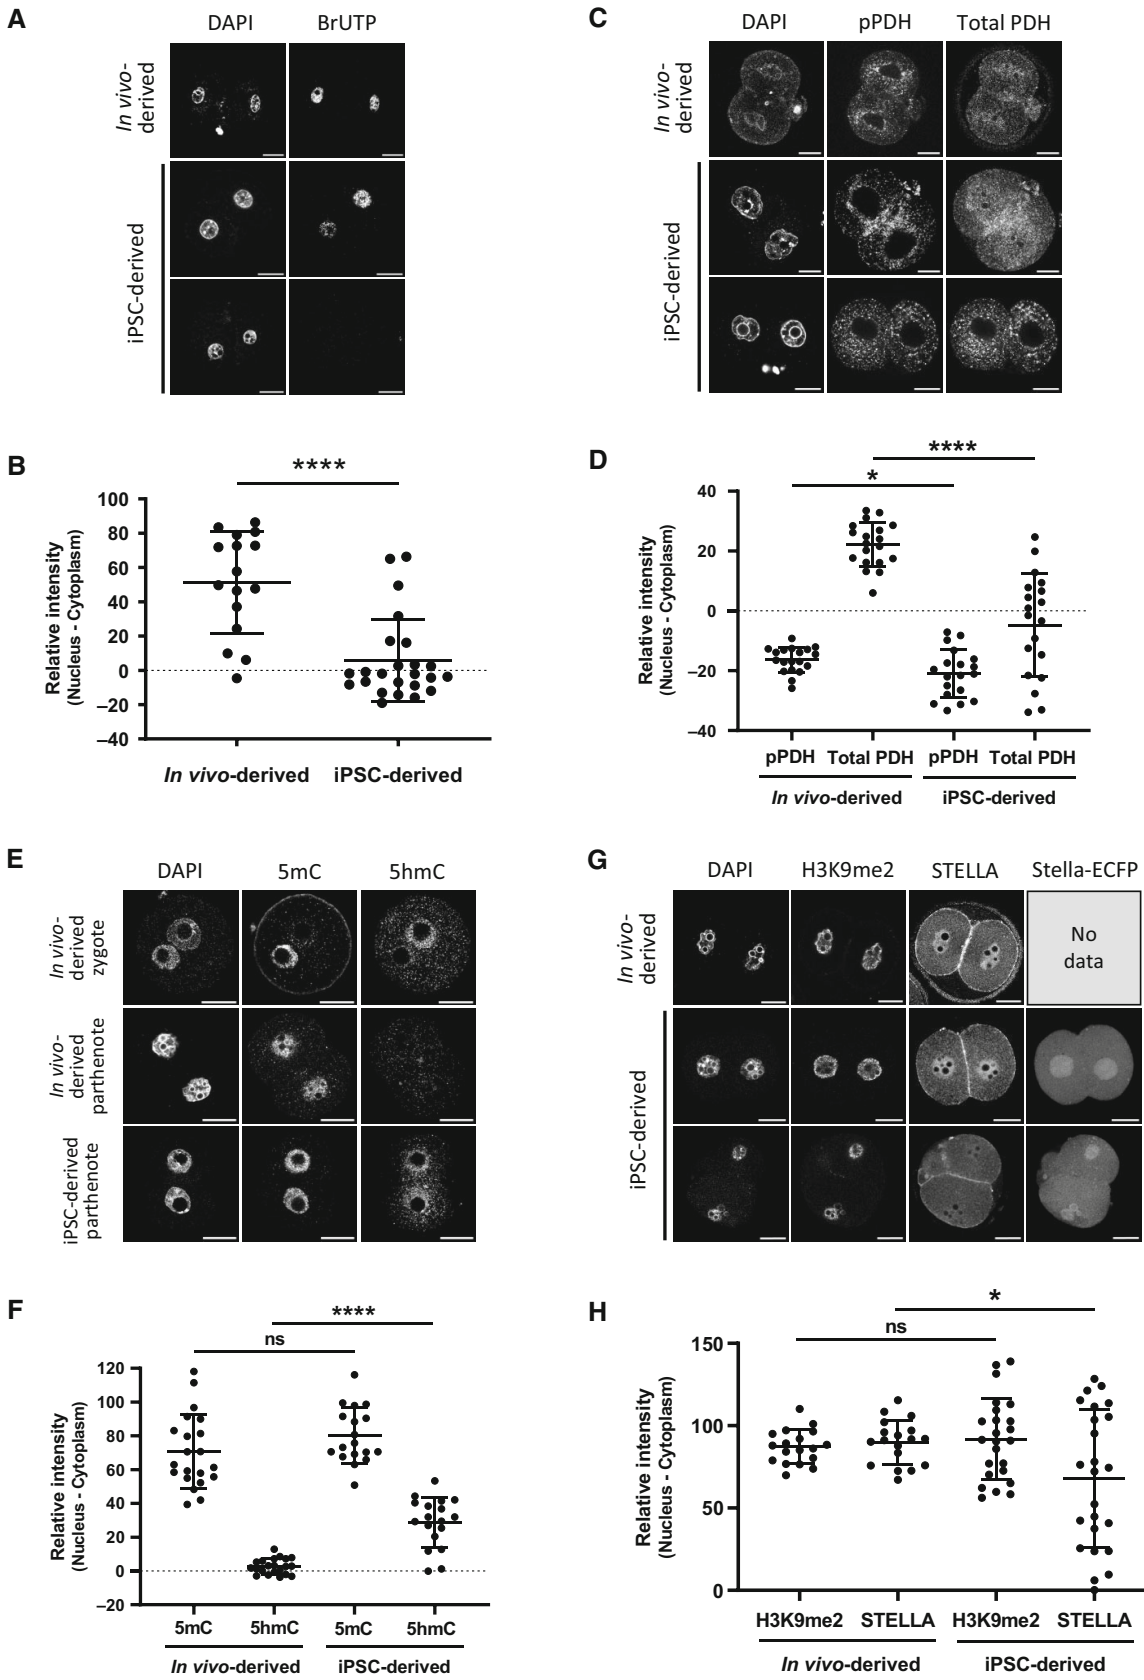 A
DAPI BrUTP
In vivo-
derived
iPSC-derived
B
****
Relative intensity
(Nucleus - Cytoplasm)
100
80
60
40
20
0
–20
–40
In vivo-derived iPSC-derived
C
DAPI pPDH Total PDH
In vivo-
derived
iPSC-derived
D
****
*
Relative intensity
(Nucleus - Cytoplasm)
40
20
0
–20
–40
pPDH Total PDH pPDH Total PDH
In vivo-derived iPSC-derived
E
DAPI 5mC 5hmC
In vivo-
derived
zygote
In vivo-
derived
parthenote
iPSC-derived
parthenote
F
****
ns
Relative intensity
(Nucleus - Cytoplasm)
120
100
80
60
40
20
0
–20
5mC 5hmC 5mC 5hmC
In vivo-derived iPSC-derived
G
DAPI H3K9me2 STELLA Stella-ECFP
In vivo-
derived
No
data
iPSC-derived
H
*
ns
Relative intensity
(Nucleus - Cytoplasm)
150
100
50
0
H3K9me2 STELLA H3K9me2 STELLA
In vivo-derived iPSC-derived